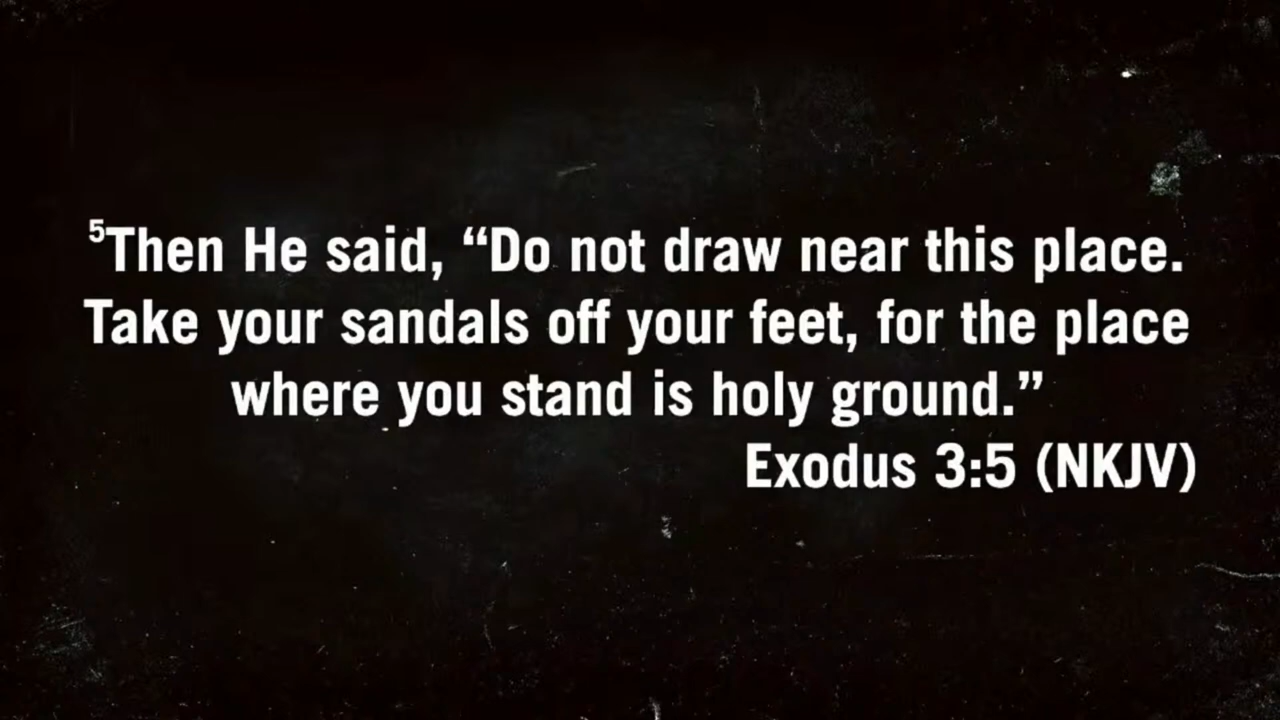 ⁵Then He said, “Do not draw near this place.
Take your sandals off your feet, for the place
where you stand is holy ground.”
Exodus 3:5 (NKJV)